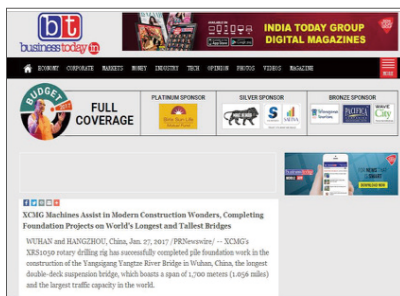 bt
businesstoday.in
INDIA TODAY GROUP
DIGITAL MAGAZINES
ECONOMY CORPORATE MARKETS MONEY INDUSTRY TECH OPINION PHOTOS VIDEOS MAGAZINE
BUDGET
FULL
COVERAGE
PLATINUM SPONSOR
SILVER SPONSOR
BRONZE SPONSOR
XCMG Machines Assist in Modern Construction Wonders, Completing
Foundation Projects on World's Longest and Tallest Bridges
WUHAN and HANGZHOU, China, Jan. 27, 2017 /PRNewswire/ -- XCMG's
XRS1050 rotary drilling rig has successfully completed pile foundation work in the
construction of the Yangsigang Yangtze River Bridge in Wuhan, China, the longest
double-deck suspension bridge, which boasts a span of 1,700 meters (1.056 miles)
and the largest traffic capacity in the world.